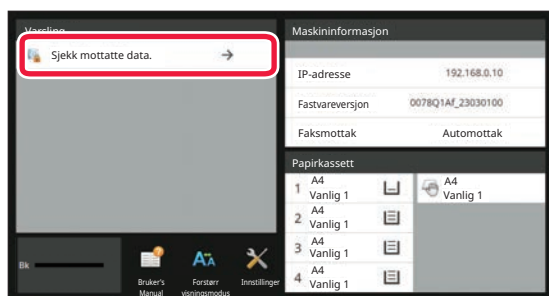 Varsling
Sjekk mottatte data.
Bk
Bruker's
Manual
Forstørr
visningsmodus
Innstillinger
Maskininformasjon
IP-adresse 192.168.0.10
Fastvareversjon 0078Q1Af_23030100
Faksmottak Automottak
Papirkassett
1 A4
Vanlig 1
2 A4
Vanlig 1
3 A4
Vanlig 1
4 A4
Vanlig 1
A4
Vanlig 1